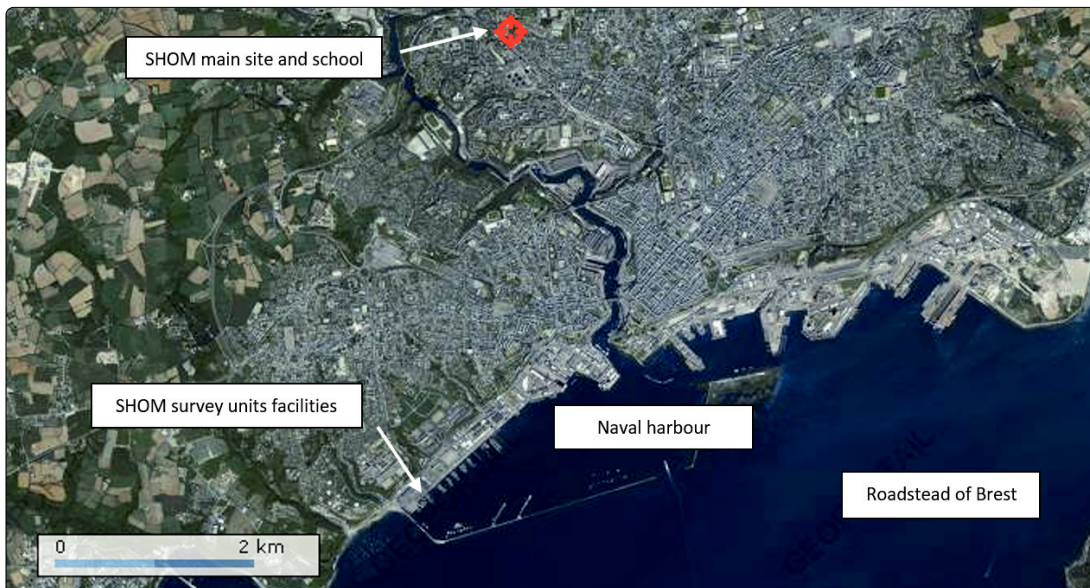 SHOM main site and school
SHOM survey units facilities
Naval harbour
Roadstead of Brest
0 2 km